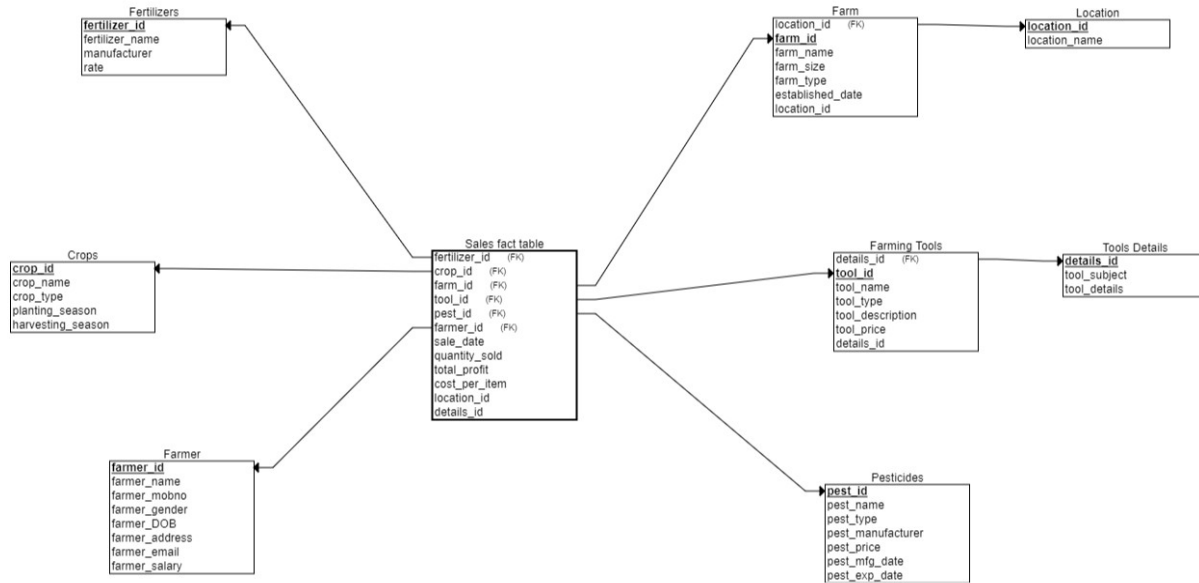 Fertilizers
fertilizer_id
fertilizer_name
manufacturer
rate
Farm
location_id (FK)
farm_id
farm_name
farm_size
farm_type
established_date
location_id
Location
location_id
location_name
Crops
crop_id
crop_name
crop_type
planting_season
harvesting_season
Sales fact table
fertilizer_id (FK)
crop_id (FK)
farm_id (FK)
tool_id (FK)
pest_id (FK)
farmer_id (FK)
sale_date
quantity_sold
total_profit
cost_per_item
location_id
details_id
Farming Tools
details_id (FK)
tool_id
tool_name
tool_type
tool_description
tool_price
details_id
Tools Details
details_id
tool_subject
tool_details
Farmer
farmer_id
farmer_name
farmer_mobno
farmer_gender
farmer_DOB
farmer_address
farmer_email
farmer_salary
Pesticides
pest_id
pest_name
pest_type
pest_manufacturer
pest_price
pest_mfg_date
pest_exp_date